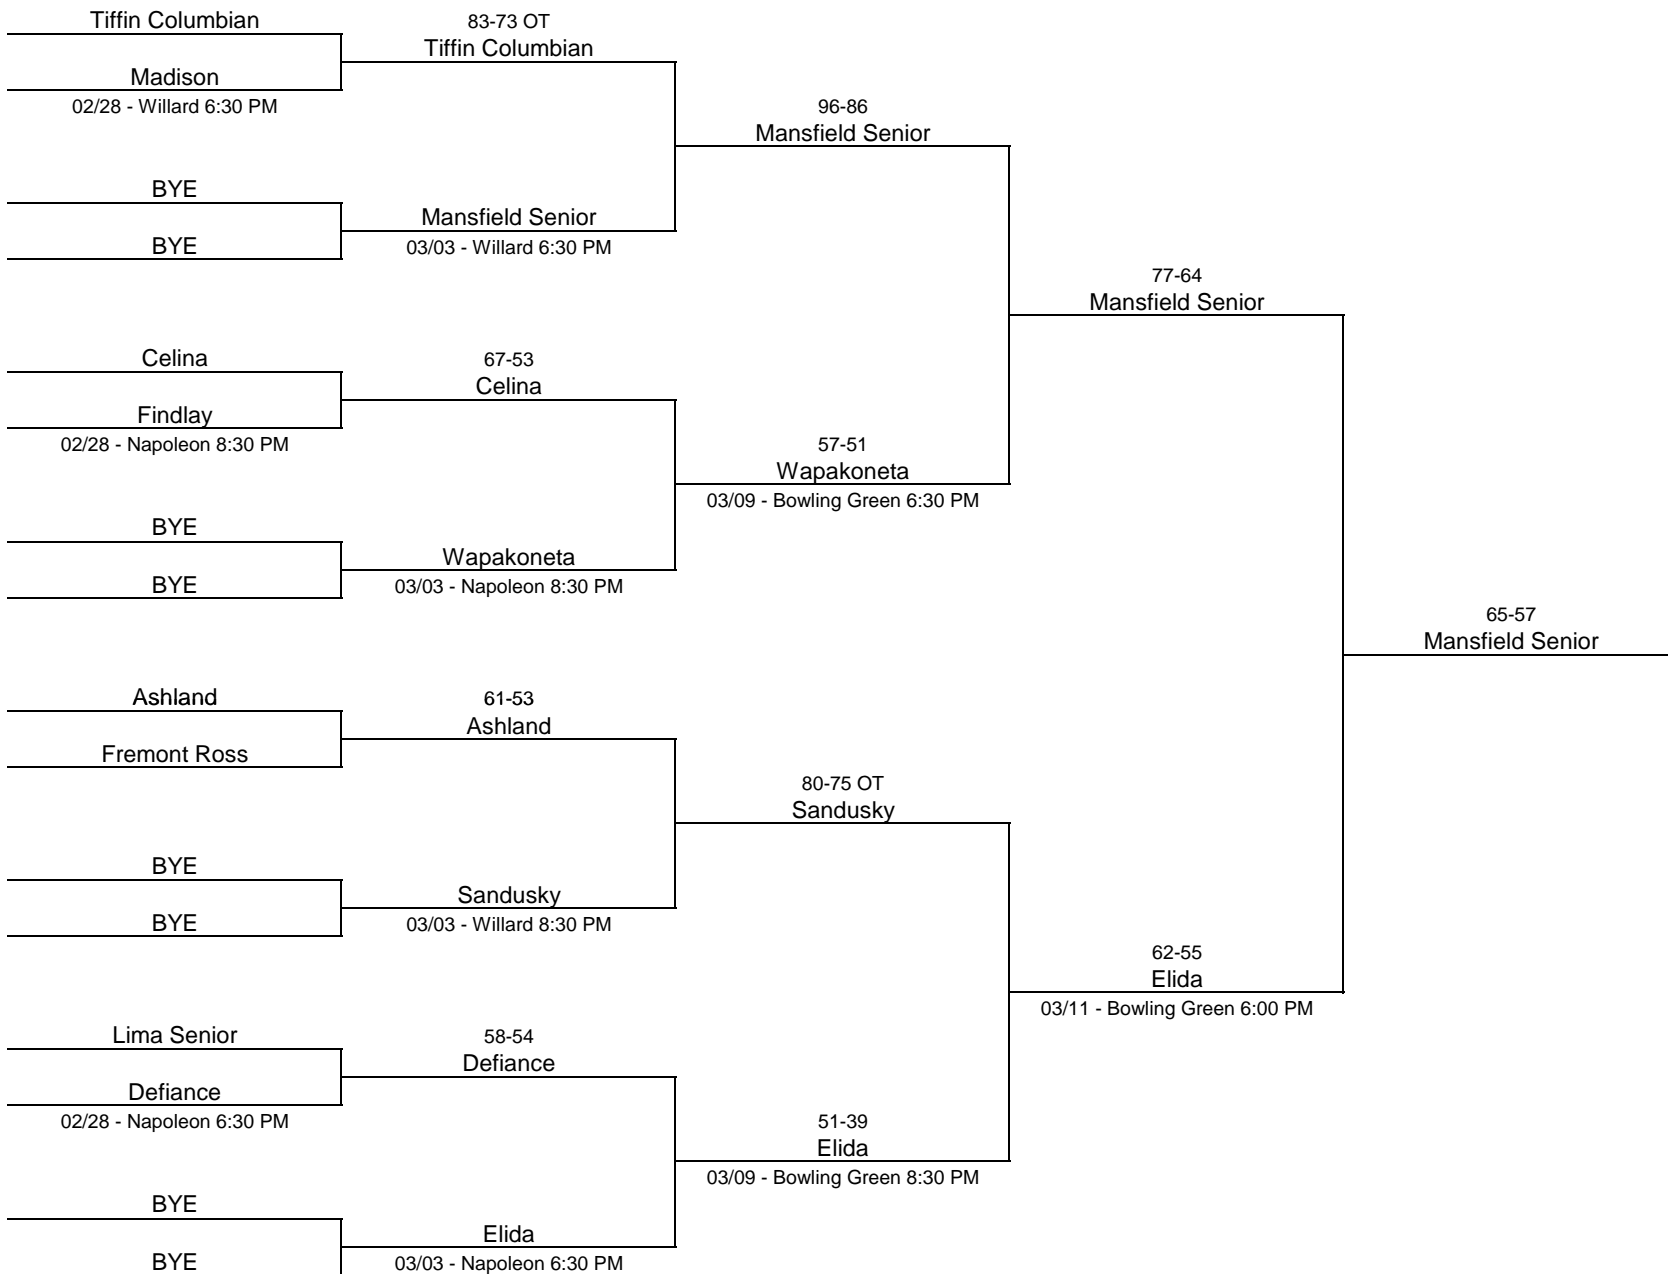 Tiffin Columbian
Madison
02/28 - Willard 6:30 PM
BYE
BYE
Celina
Findlay
02/28 - Napoleon 8:30 PM
BYE
BYE
Ashland
Fremont Ross
BYE
BYE
Lima Senior
Defiance
02/28 - Napoleon 6:30 PM
BYE
BYE
83-73 OT
Tiffin Columbian
Mansfield Senior
03/03 - Willard 6:30 PM
67-53
Celina
Wapakoneta
03/03 - Napoleon 8:30 PM
61-53
Ashland
Sandusky
03/03 - Willard 8:30 PM
58-54
Defiance
Elida
03/03 - Napoleon 6:30 PM
96-86
Mansfield Senior
57-51
Wapakoneta
03/09 - Bowling Green 6:30 PM
80-75 OT
Sandusky
51-39
Elida
03/09 - Bowling Green 8:30 PM
77-64
Mansfield Senior
62-55
Elida
03/11 - Bowling Green 6:00 PM
65-57
Mansfield Senior